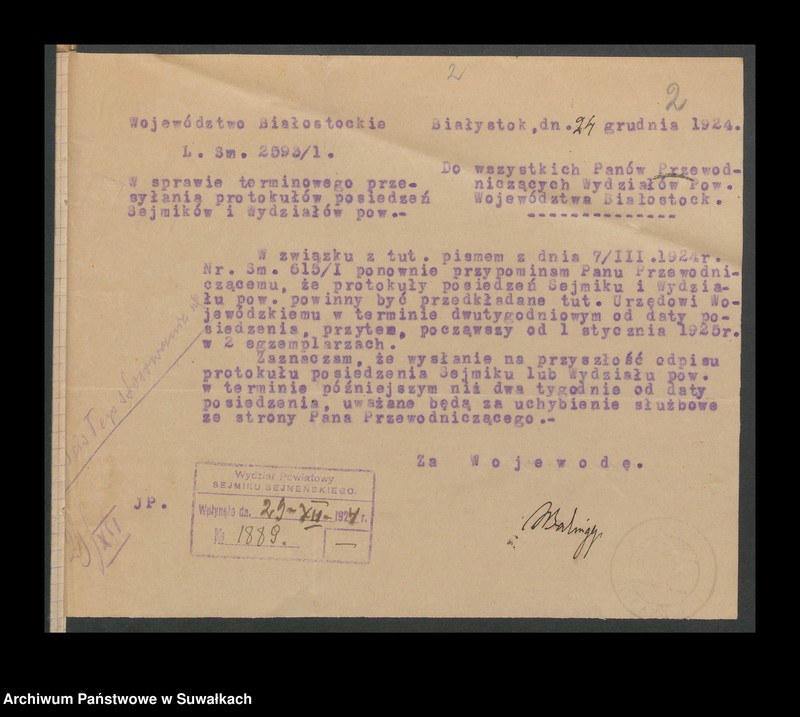 2
2
Województwo Białostockie
L. Sm. 2593/1.
W sprawie terminowego prze-
syłania protokułów posiedzeń
Sejmików i Wydziałów pow.-
Białystok,dn.24 grudnia 1924.
Do wszystkich Panów Przewod-
niczących Wydziałów Pow.
Województwa Białostock.
--------------
W związku z tut. pismem z dnia 7/III.1924r.
Nr. Sm. 615/I ponownie przypominam Panu Przewodni-
czącemu, że protokuły posiedzeń Sejmiku i Wydzia-
łu pow. powinny być przedkładane tut. Urzędowi Wo-
jewódzkiemu w terminie dwutygodniowym od daty po-
siedzenia, przytem, począwszy od 1 stycznia 1925r.
w 2 egzemplarzach.
Zaznaczam, że wysłanie na przyszłość odpisu
protokułu posiedzenia Sejmiku lub Wydziału pow.
w terminie późniejszym niż dwa tygodnie od daty
posiedzenia, uważane będą za uchybienie służbowe
ze strony Pana Przewodniczącego.-
Za Wojewodę.
JP.
Wydział Powiatowy
SEJMIKU SEJNEŃSKIEGO.
Wpłynęło dn. 29-XII-1924 r.
№ 1889.
—
XII
Archiwum Państwowe w Suwałkach